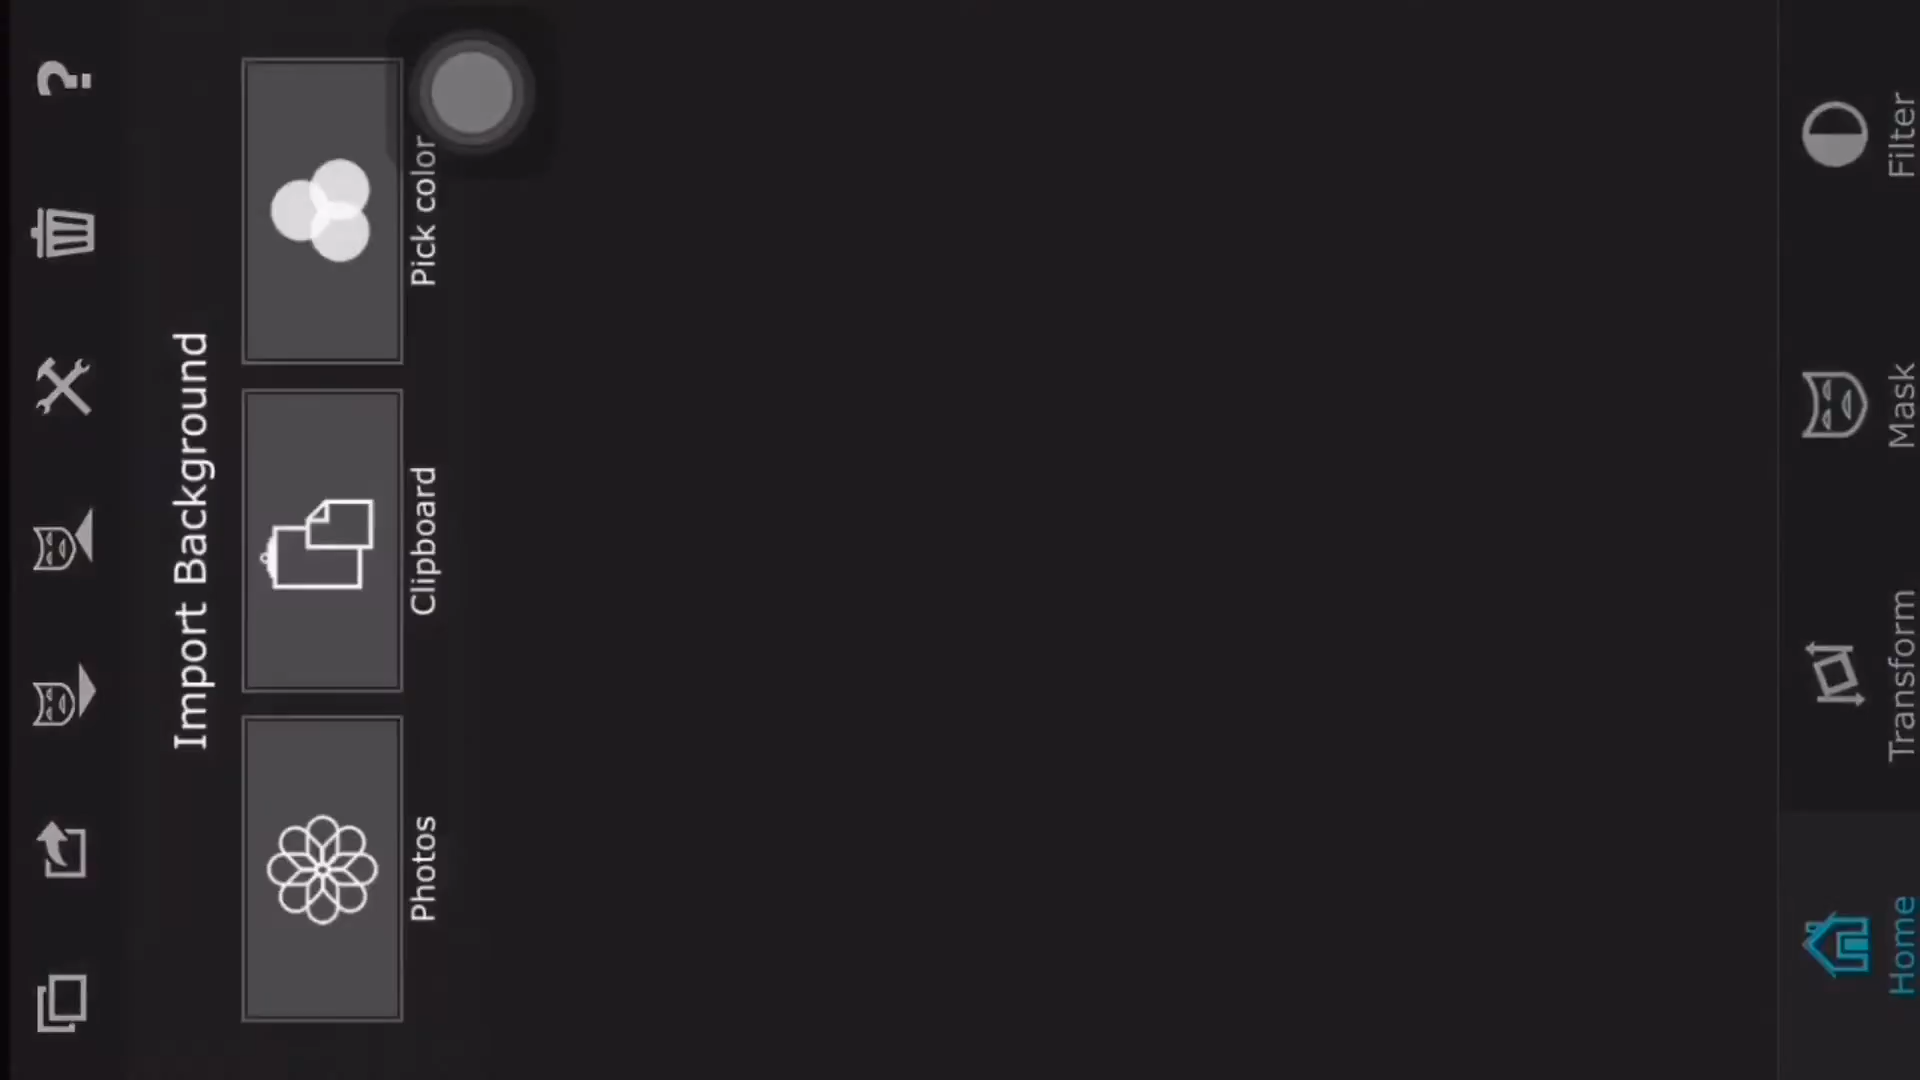 Import Background
Photos
Clipboard
Pick color
Home
Transform
Mask
Filter